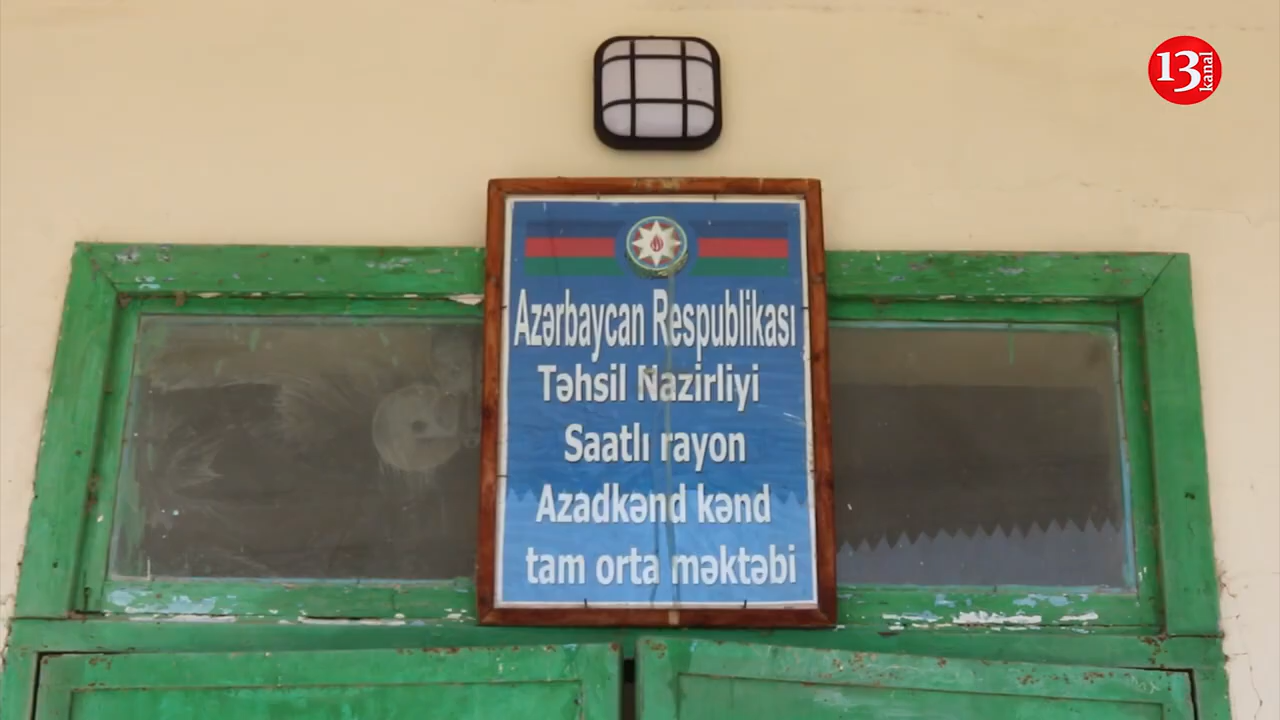 13 kanal
Azərbaycan Respublikası
Təhsil Nazirliyi
Saatlı rayon
Azadkənd kənd
tam orta məktəbi